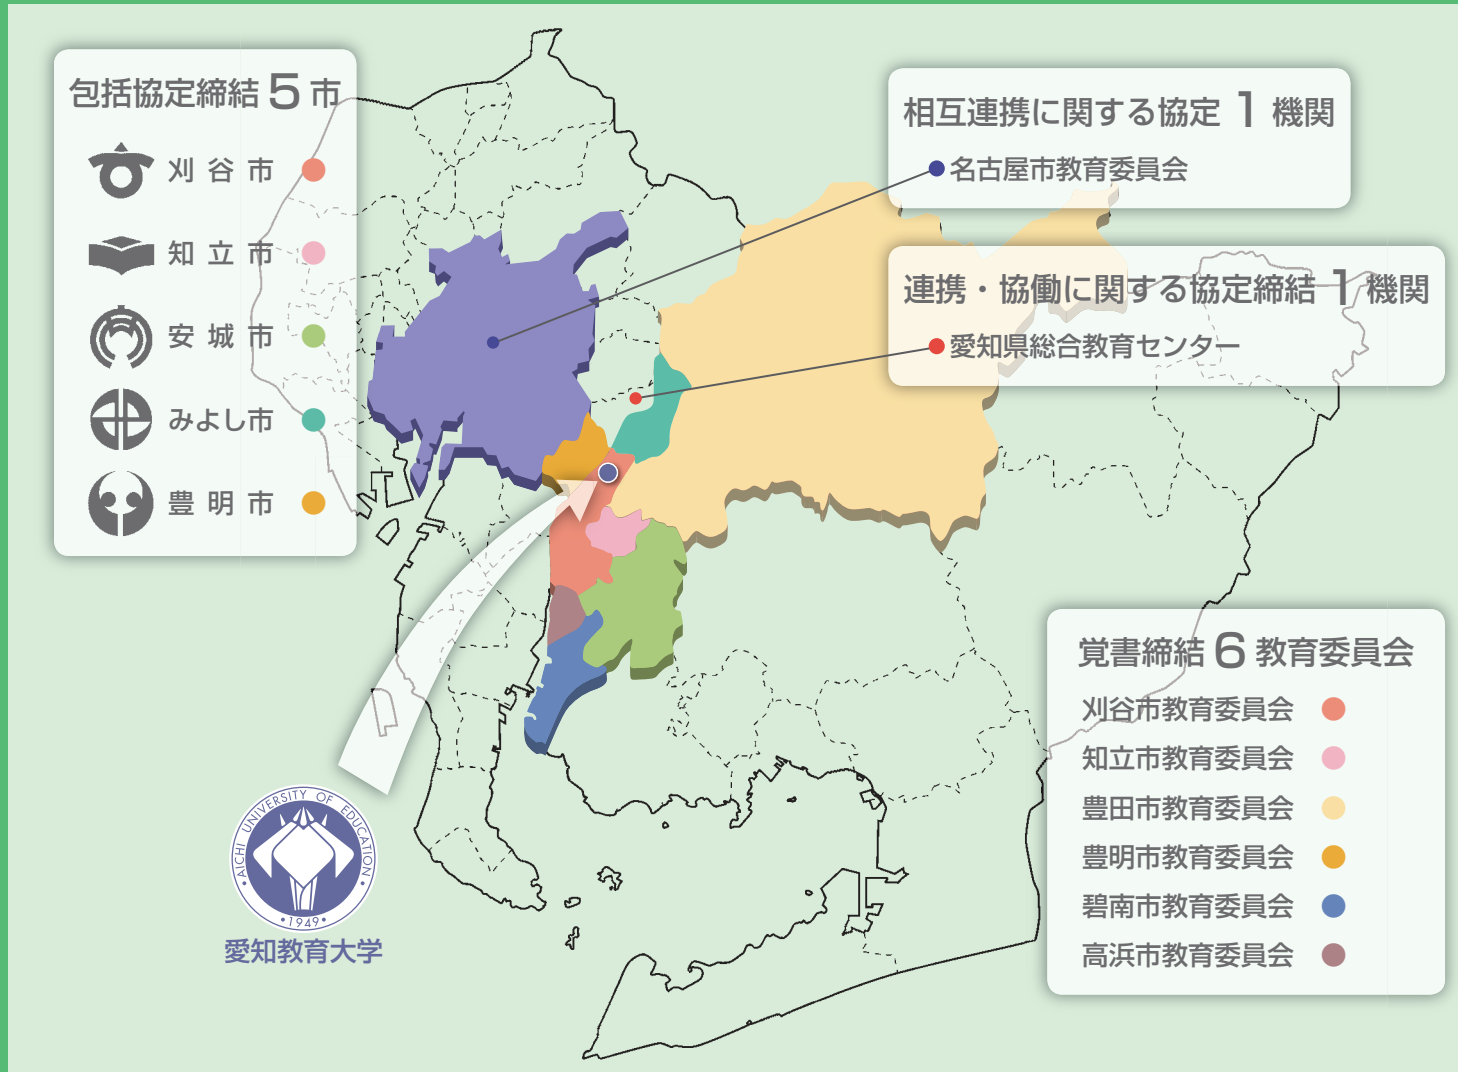 包括協定締結 5 市
刈谷市
知立市
安城市
みよし市
豊明市
相互連携に関する協定 1 機関
名古屋市教育委員会
連携・協働に関する協定締結 1 機関
愛知県総合教育センター
覚書締結 6 教育委員会
刈谷市教育委員会
知立市教育委員会
豊田市教育委員会
豊明市教育委員会
碧南市教育委員会
高浜市教育委員会
AICHI UNIVERSITY OF EDUCATION
・1949・
愛知教育大学